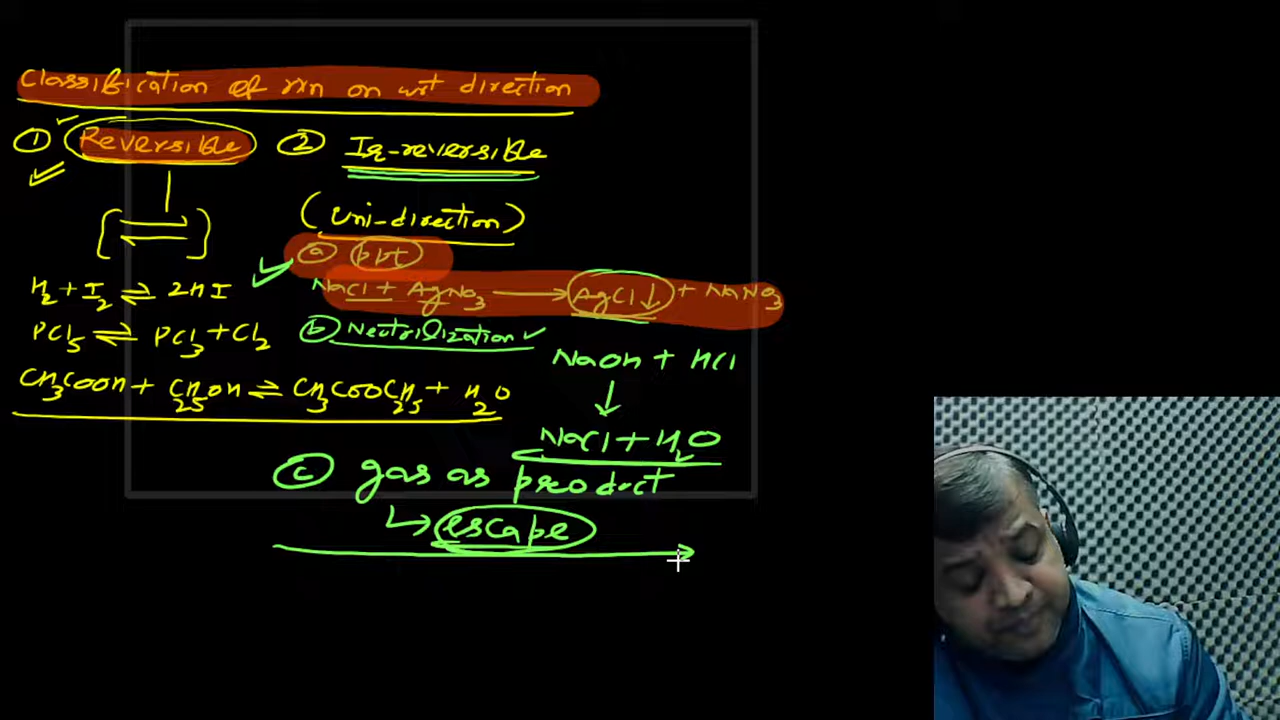 Classification of rxn on wrt direction
① Reversible ② Ir-reversible
(Uni-direction)
ⓐ ppt
H2 + I2 ⇌ 2HI
NaCl + AgNO3 → AgCl↓ + NaNO3
PCl5 ⇌ PCl3 + Cl2
ⓑ Neutrilization ✓
NaOH + HCl
↓
CH3COOH + C2H5OH ⇌ CH3COOC2H5 + H2O
NaCl + H2O
ⓒ gas as product
↳ escape